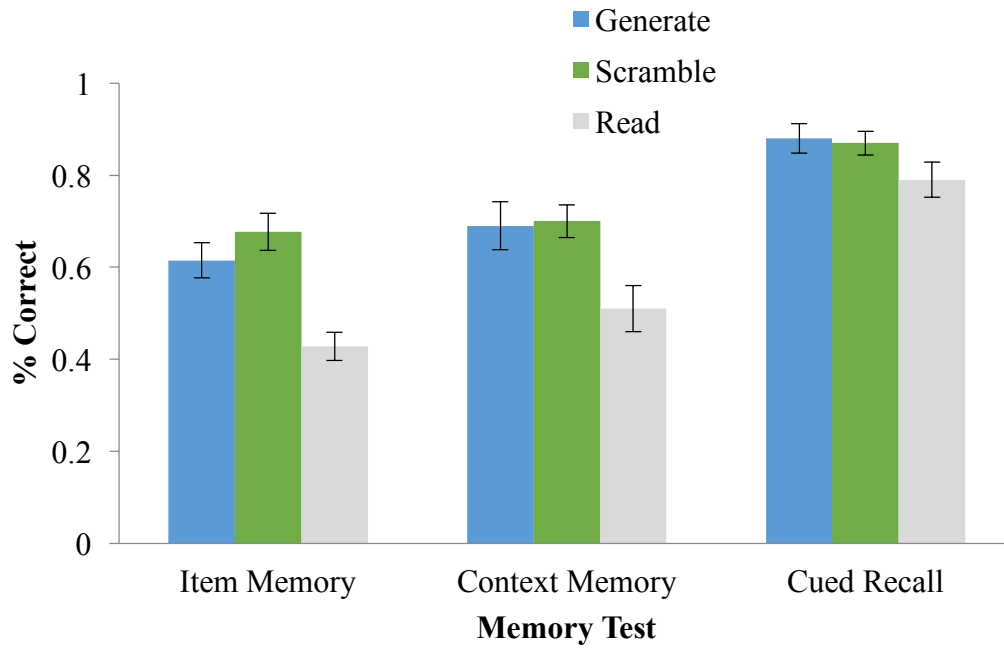 Generate
Scramble
Read
1
0.8
0.6
0.4
0.2
0
% Correct
Item Memory
Context Memory
Cued Recall
Memory Test